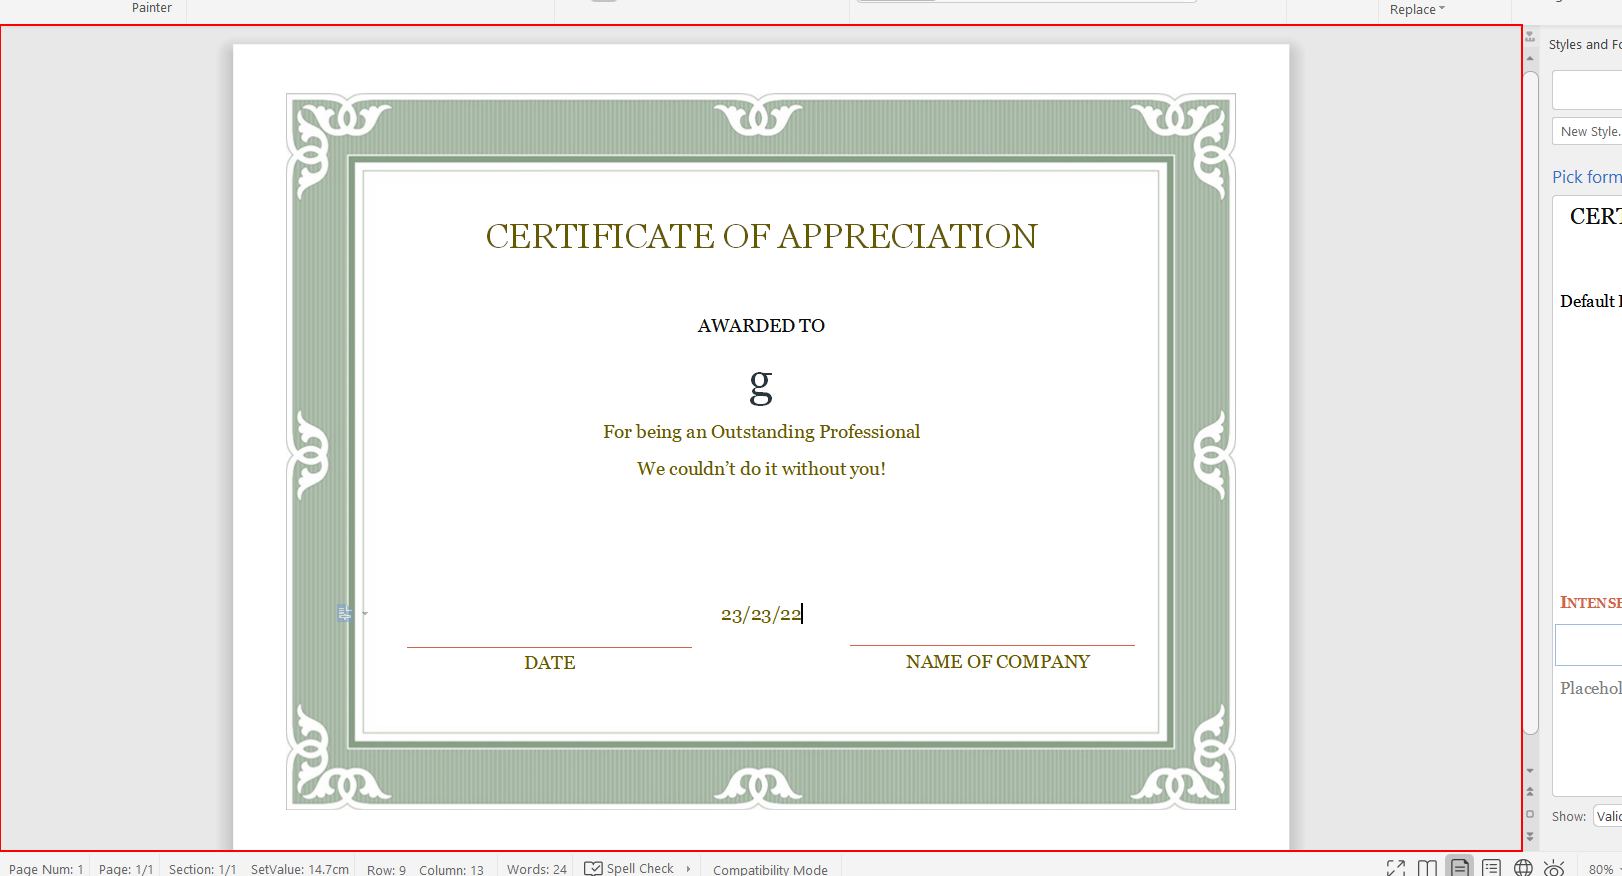 Painter
Replace
Styles and Fo
New Style.
Pick form
CERT
CERTIFICATE OF APPRECIATION
Default
AWARDED TO
g
For being an Outstanding Professional
We couldn't do it without you!
INTENSE
23/23/22
DATE
NAME OF COMPANY
Placehol
Show: Valid
Page Num: 1 Page: 1/1 Section: 1/1 SetValue: 14.7cm Row: 9 Column: 13 Words: 24 Spell Check Compatibility Mode 80%